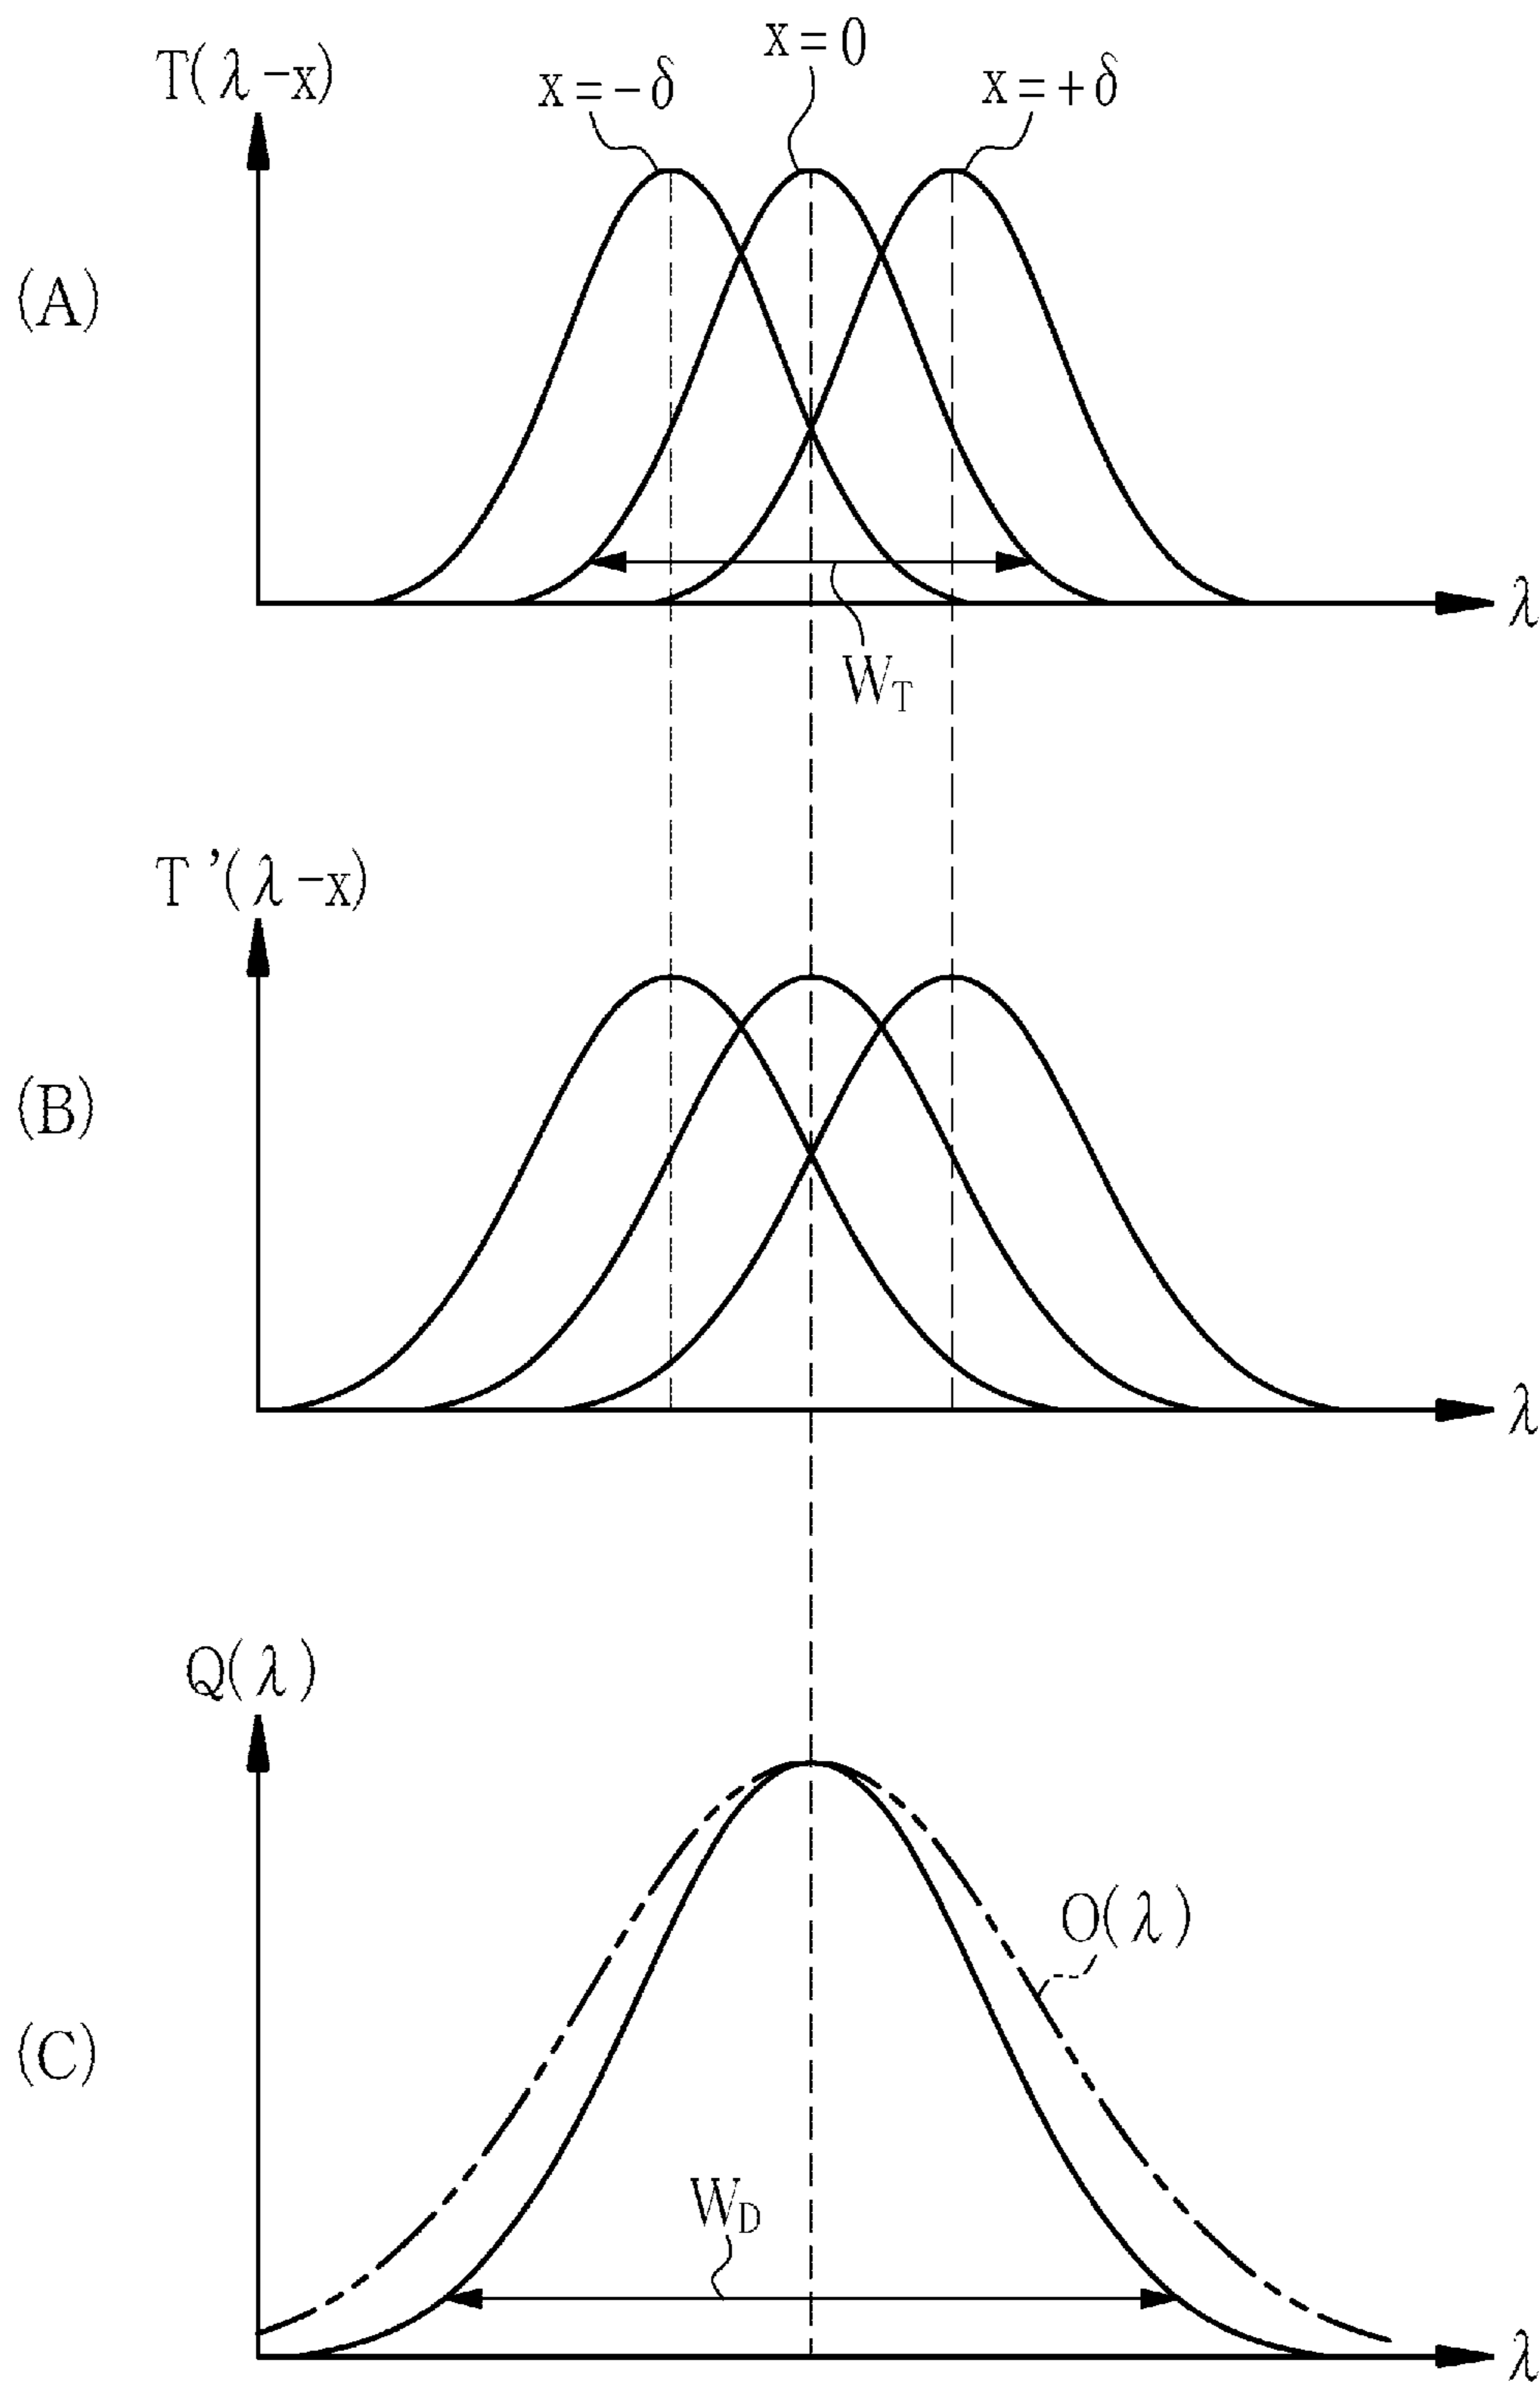 x=0
T(λ-x)
x=-δ
x=+δ
(A)
λ
W_T
T'(λ-x)
(B)
λ
Q(λ)
O(λ)
(C)
W_D
λ